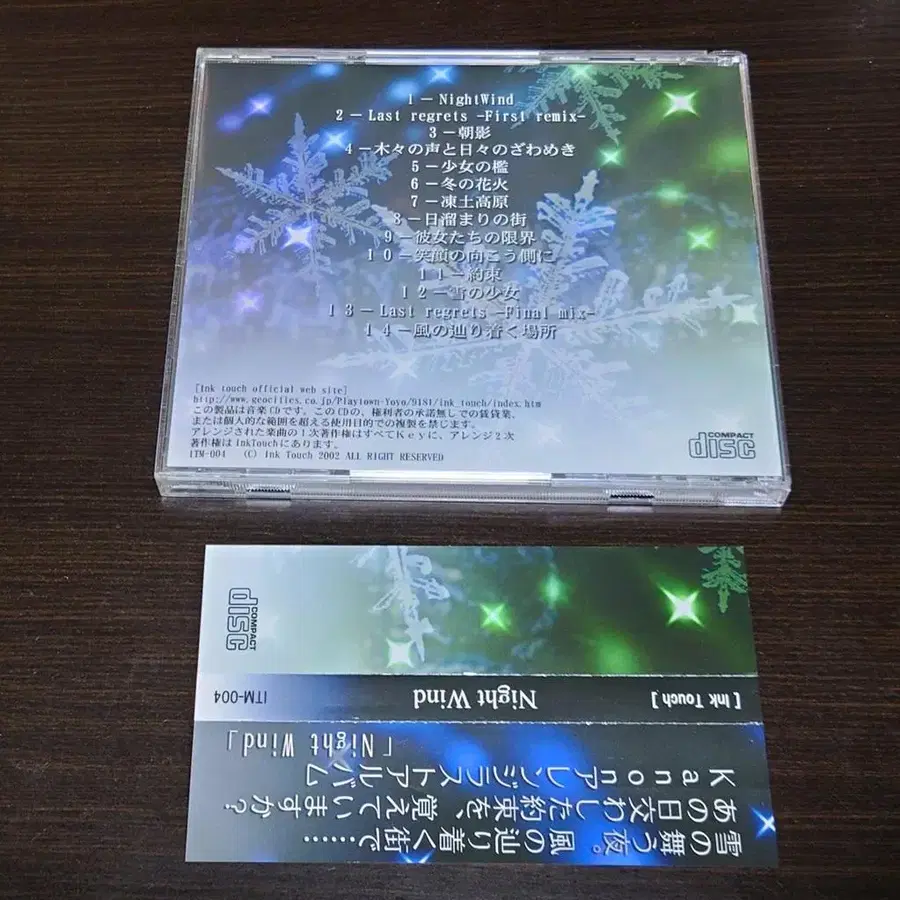 1－NightWind
2－Last regrets -First remix-
3－朝影
4－木々の声と日々のざわめき
5－少女の檻
6－冬の花火
7－凍土高原
8－日溜まりの街
9－彼女たちの限界
10－笑顔の向こう側に
11－約束
12－雪の少女
13－Last regrets -Final mix-
14－風の辿り着く場所
[Ink touch official web site]
http://www.geocities.co.jp/Playtown-Yoyo/9181/ink_touch/index.htm
この製品は音楽CDです。このCDの、権利者の承諾無しでの賃貸業、
または個人的な範囲を超える使用目的での複製を禁じます。
アレンジされた楽曲の1次著作権はすべてKeyに、アレンジ2次
著作権はInkTouchにあります。
ITM-004 (C) Ink Touch 2002 ALL RIGHT RESERVED
COMPACT
disc
COMPACT
disc
[Ink Touch]
Night Wind
ITM-004
雪の舞う夜。風の辿り着く街で……
あの日交わした約束を、覚えていますか?
Kanonアレンジラストアルバム
「Night Wind」